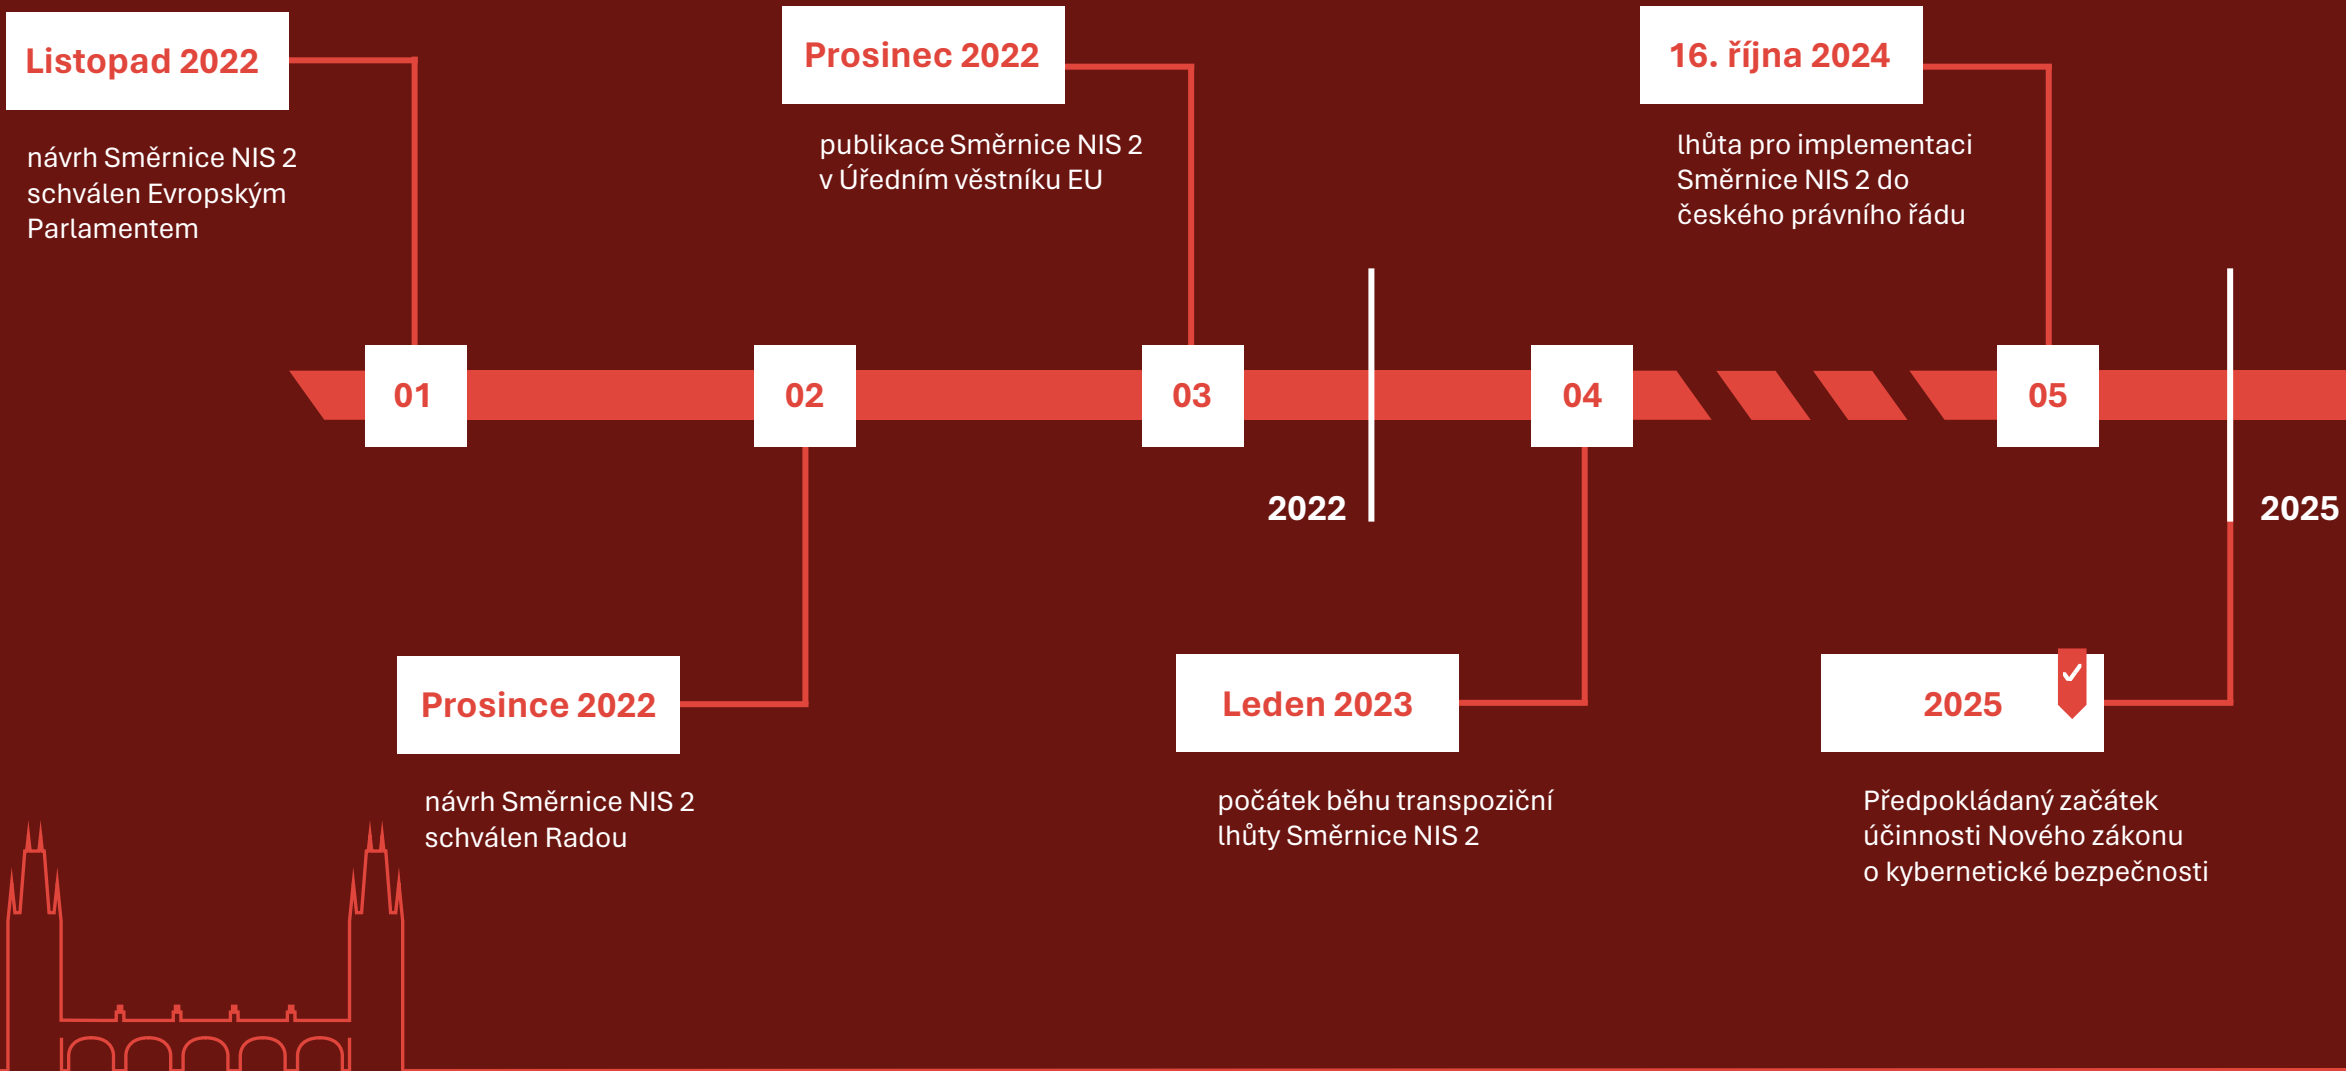 Listopad 2022
návrh Směrnice NIS 2
schválen Evropským
Parlamentem
Prosinec 2022
publikace Směrnice NIS 2
v Úředním věstníku EU
16. října 2024
lhůta pro implementaci
Směrnice NIS 2 do
českého právního řádu
01
02
03
04
05
2022
2025
Prosince 2022
návrh Směrnice NIS 2
schválen Radou
Leden 2023
počátek běhu transpoziční
lhůty Směrnice NIS 2
2025
Předpokládaný začátek
účinnosti Nového zákonu
o kybernetické bezpečnosti